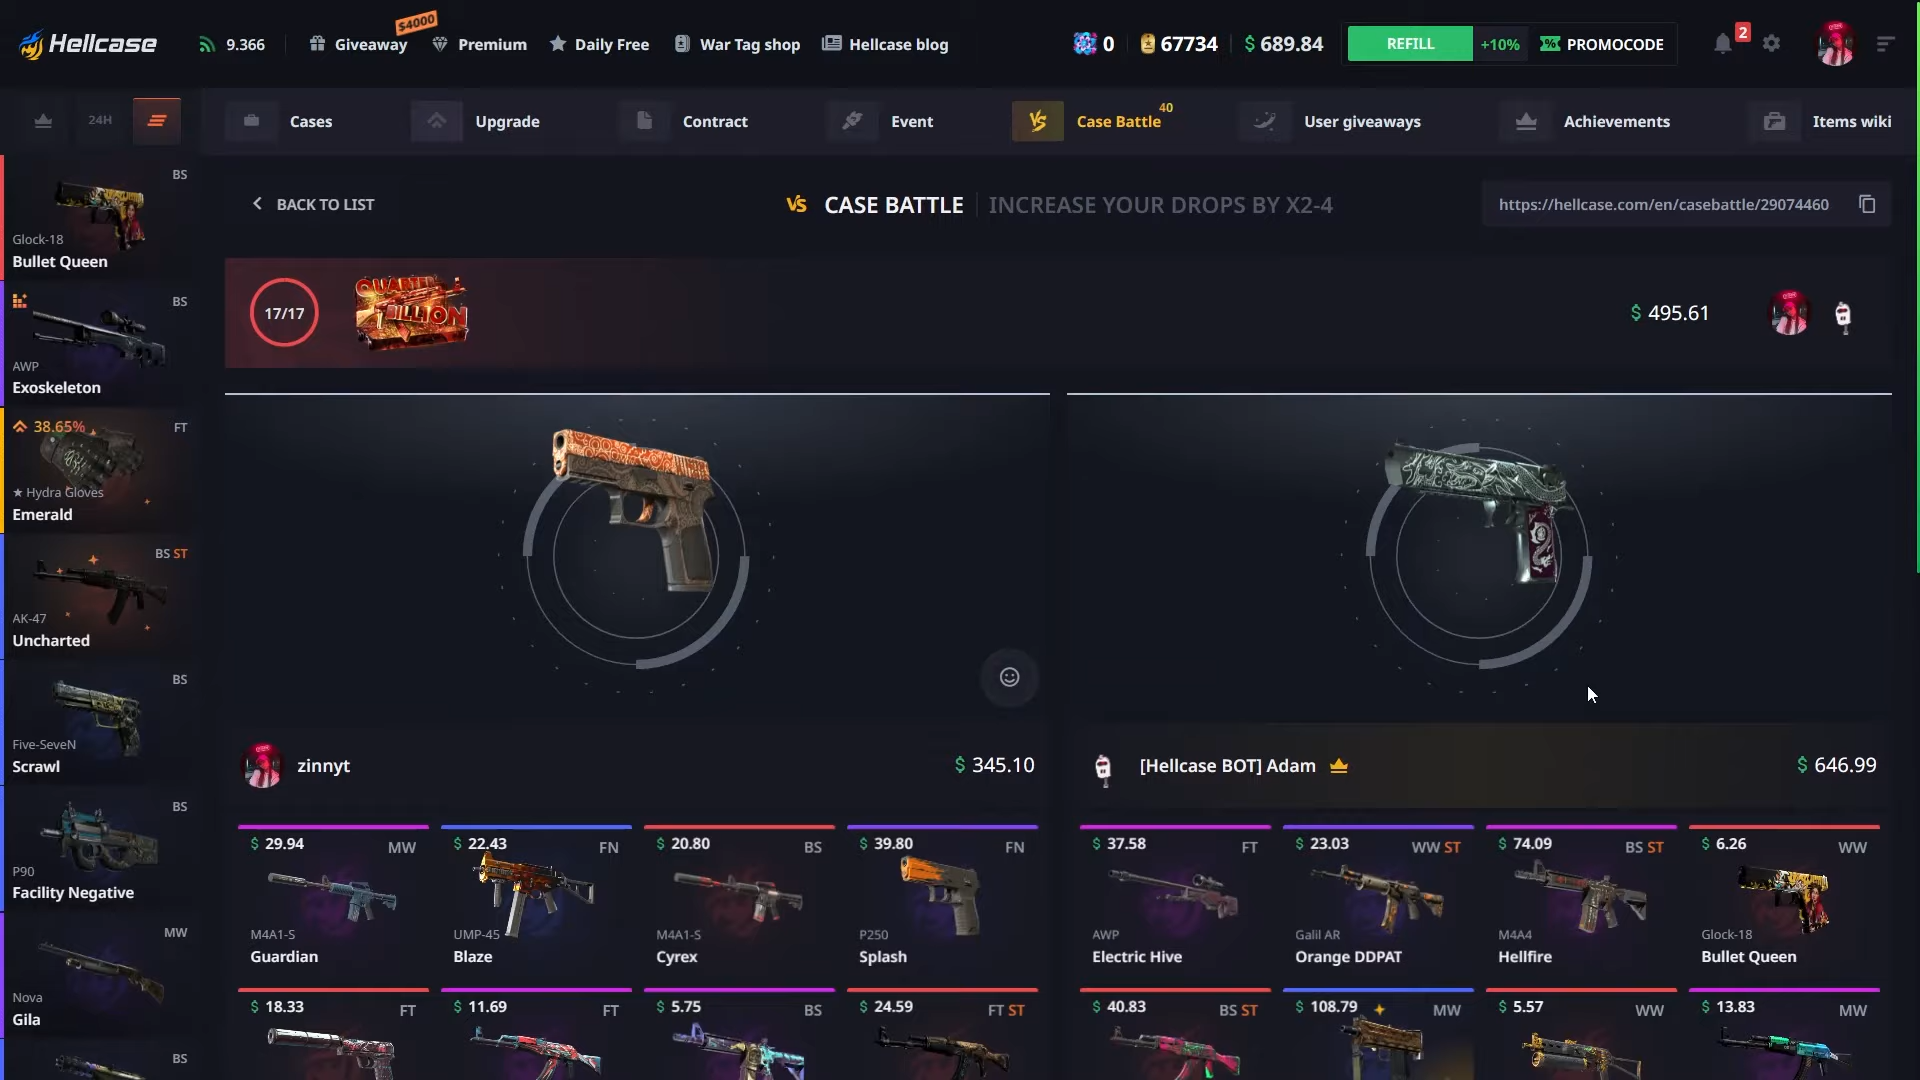 Hellcase
9.366
Giveaway
$4000
Premium
Daily Free
War Tag shop
Hellcase blog
0
67734
$ 689.84
REFILL
+10%
PROMOCODE
2
24H
Cases
Upgrade
Contract
Event
VS
Case Battle
40
User giveaways
Achievements
Items wiki
BS
Glock-18
Bullet Queen
BS
AWP
Exoskeleton
38.65%
FT
★ Hydra Gloves
Emerald
BS ST
AK-47
Uncharted
BS
Five-SeveN
Scrawl
BS
P90
Facility Negative
MW
Nova
Gila
BS
BACK TO LIST
VS
CASE BATTLE
INCREASE YOUR DROPS BY X2-4
https://hellcase.com/en/casebattle/29074460
17/17
QUARTER
BILLION
$ 495.61
zinnyt
$ 345.10
[Hellcase BOT] Adam
$ 646.99
$ 29.94
MW
M4A1-S
Guardian
$ 22.43
FN
UMP-45
Blaze
$ 20.80
BS
M4A1-S
Cyrex
$ 39.80
FN
P250
Splash
$ 37.58
FT
AWP
Electric Hive
$ 23.03
WW ST
Galil AR
Orange DDPAT
$ 74.09
BS ST
M4A4
Hellfire
$ 6.26
WW
Glock-18
Bullet Queen
$ 18.33
FT
$ 11.69
FT
$ 5.75
BS
$ 24.59
FT ST
$ 40.83
BS ST
$ 108.79
MW
$ 5.57
WW
$ 13.83
MW